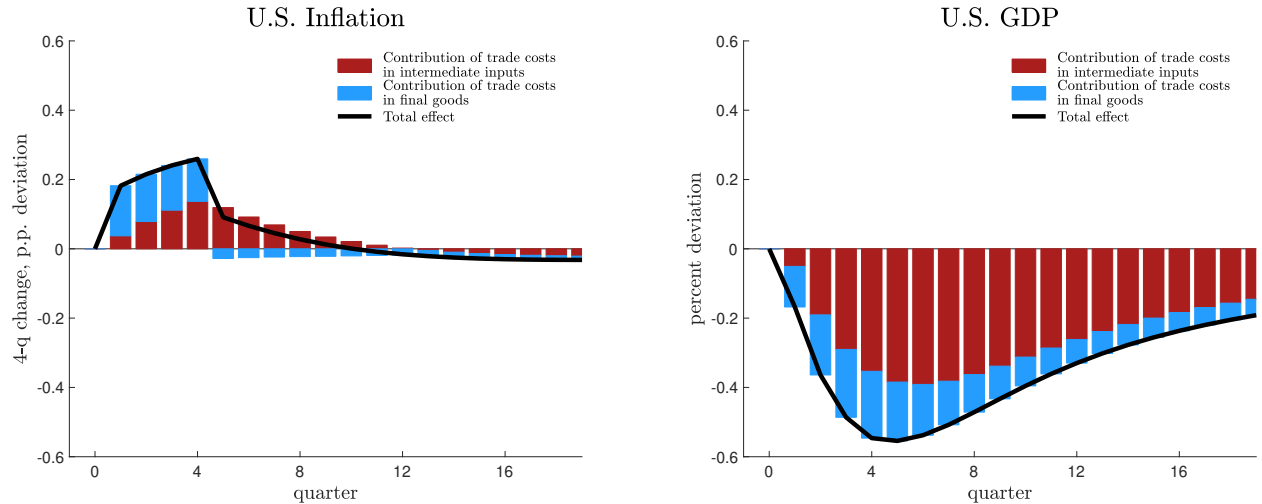 U.S. Inflation
0.6
0.4
0.2
0
-0.2
-0.4
-0.6
4-q change, p.p. deviation
Contribution of trade costs
in intermediate inputs
Contribution of trade costs
in final goods
Total effect
0
4
8
12
16
quarter
U.S. GDP
0.6
0.4
0.2
0
-0.2
-0.4
-0.6
percent deviation
Contribution of trade costs
in intermediate inputs
Contribution of trade costs
in final goods
Total effect
0
4
8
12
16
quarter